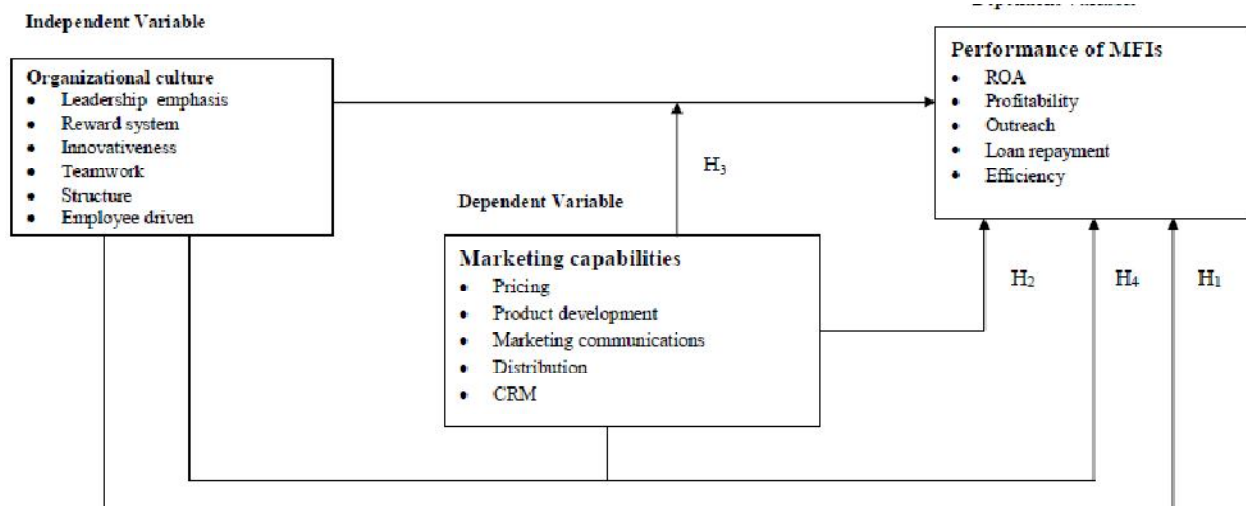 Independent Variable
Organizational culture
• Leadership emphasis
• Reward system
• Innovativeness
• Teamwork
• Structure
• Employee driven
Performance of MFIs
• ROA
• Profitability
• Outreach
• Loan repayment
• Efficiency
H3
Dependent Variable
Marketing capabilities
• Pricing
• Product development
• Marketing communications
• Distribution
• CRM
H2
H4
H1